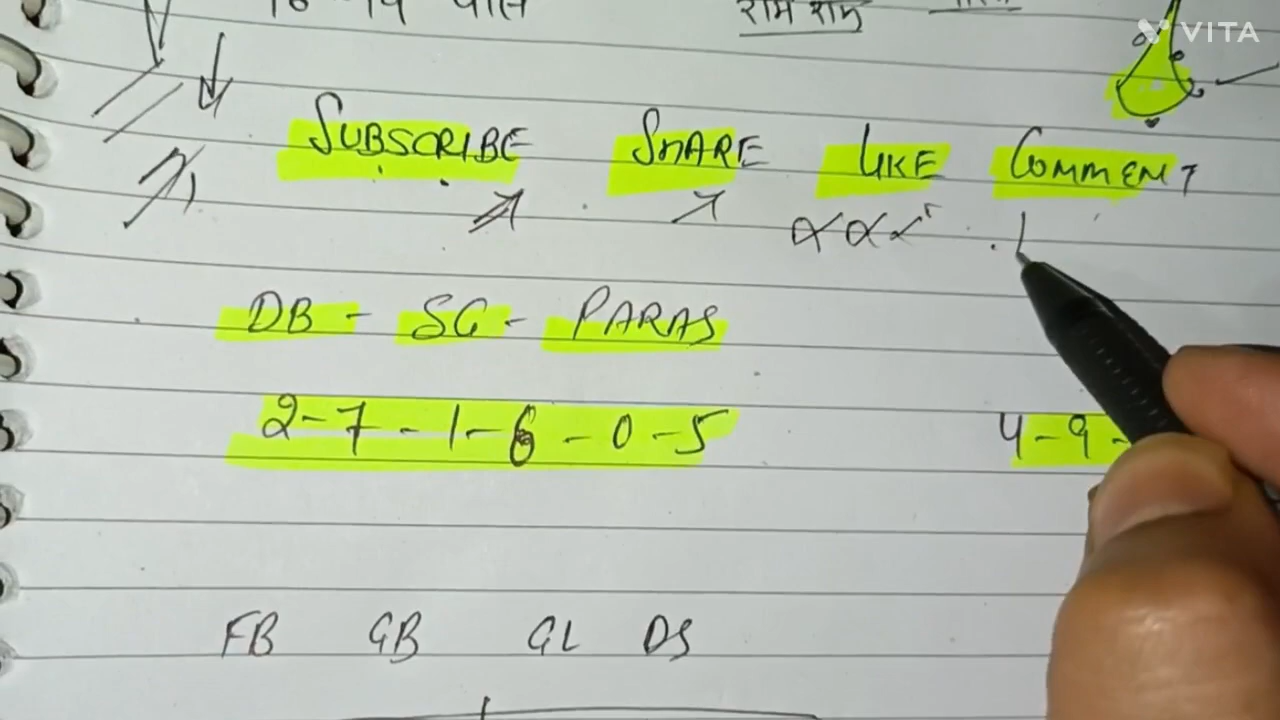 राम राम
VITA
SUBSCRIBE SHARE LIKE COMMENT
DB - SG - PARAS
2-7-1-6-0-5 4-9-
FB GB GL DS